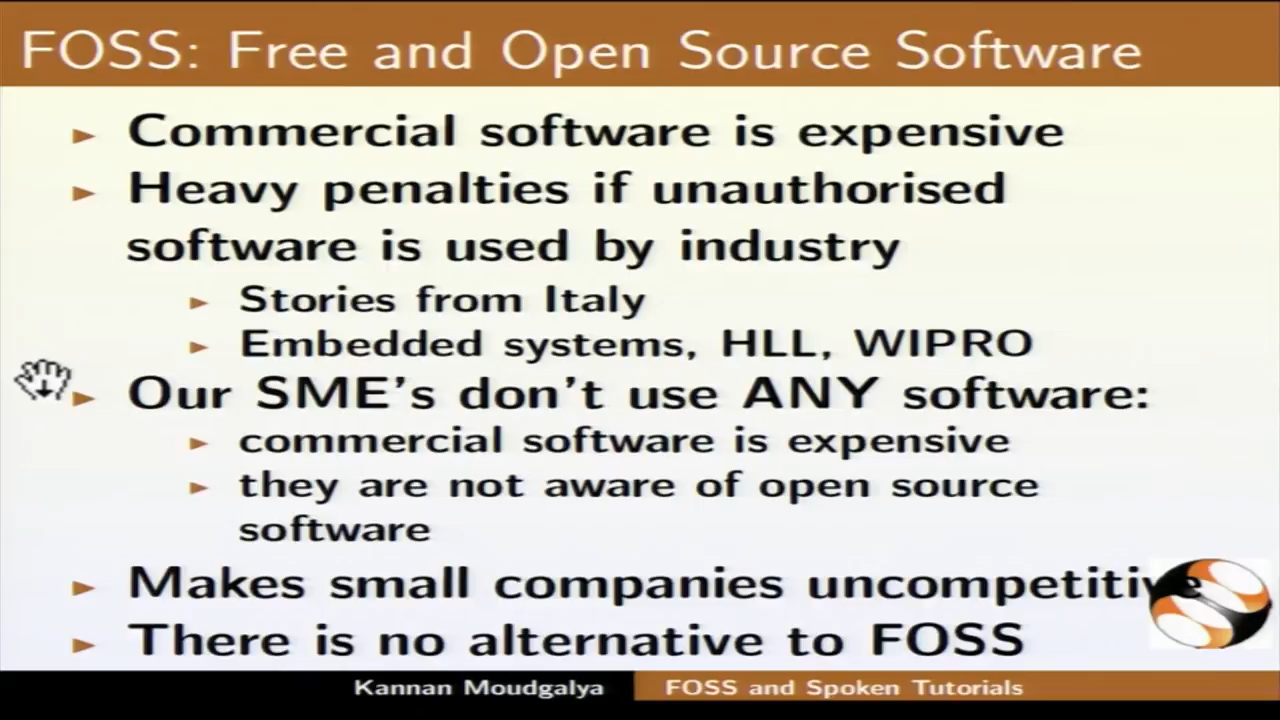 FOSS: Free and Open Source Software
Commercial software is expensive
Heavy penalties if unauthorised
software is used by industry
Stories from Italy
Embedded systems, HLL, WIPRO
Our SME's don't use ANY software:
commercial software is expensive
they are not aware of open source
software
Makes small companies uncompetitive
There is no alternative to FOSS
Kannan Moudgalya FOSS and Spoken Tutorials